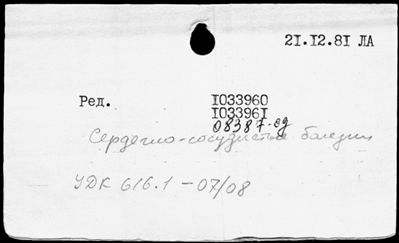 21.12.81 ЛА
Ред. 1033960
1033961
08387-ед
Сердечно-сосудистые болезни
УДК 616.1-07/08